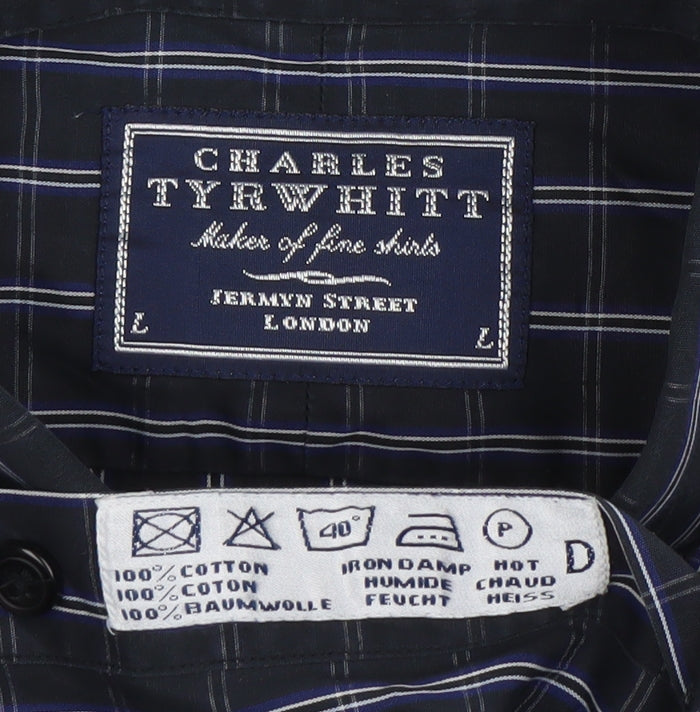 CHARLES
TYRWHITT
Maker of fine shirts
JERMYN STREET
LONDON
L L
40°
P
D
100% COTTON
100% COTON
100% BAUMWOLLE
IRON DAMP
HUMIDE
FEUCHT
HOT
CHAUD
HEISS